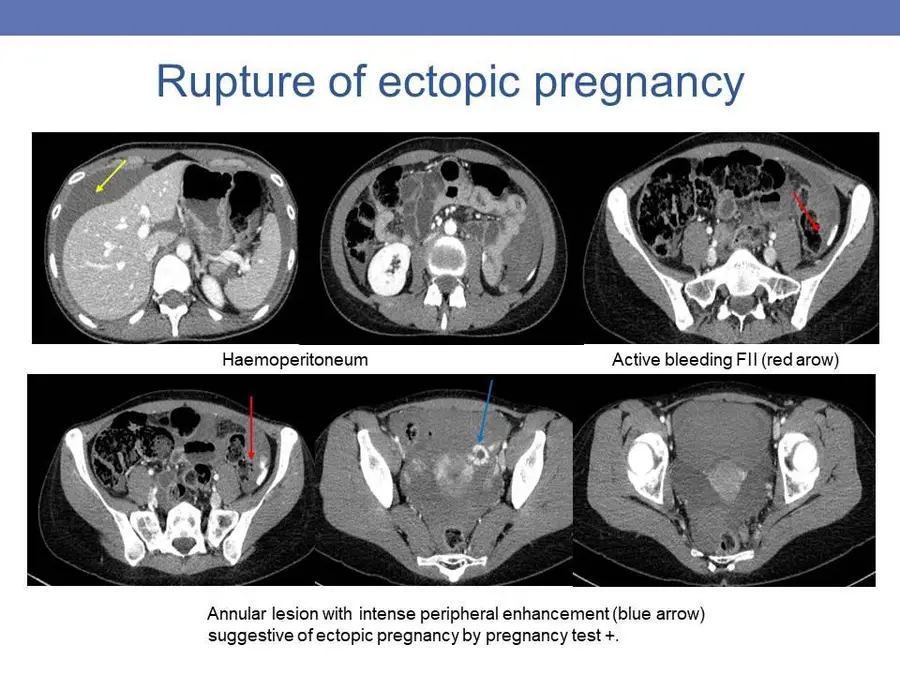 Rupture of ectopic pregnancy
Haemoperitoneum
Active bleeding FII (red arow)
Annular lesion with intense peripheral enhancement (blue arrow)
suggestive of ectopic pregnancy by pregnancy test +.